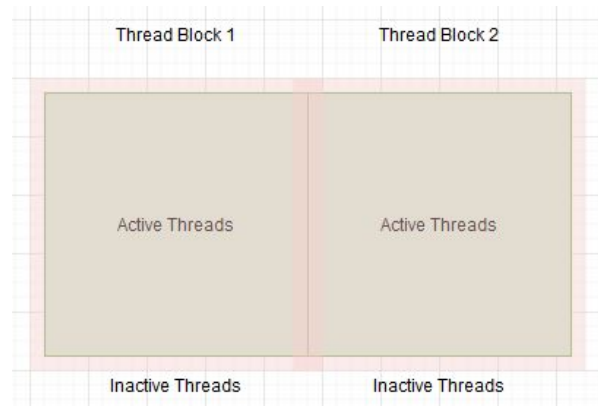 Thread Block 1
Thread Block 2
Active Threads
Active Threads
Inactive Threads
Inactive Threads